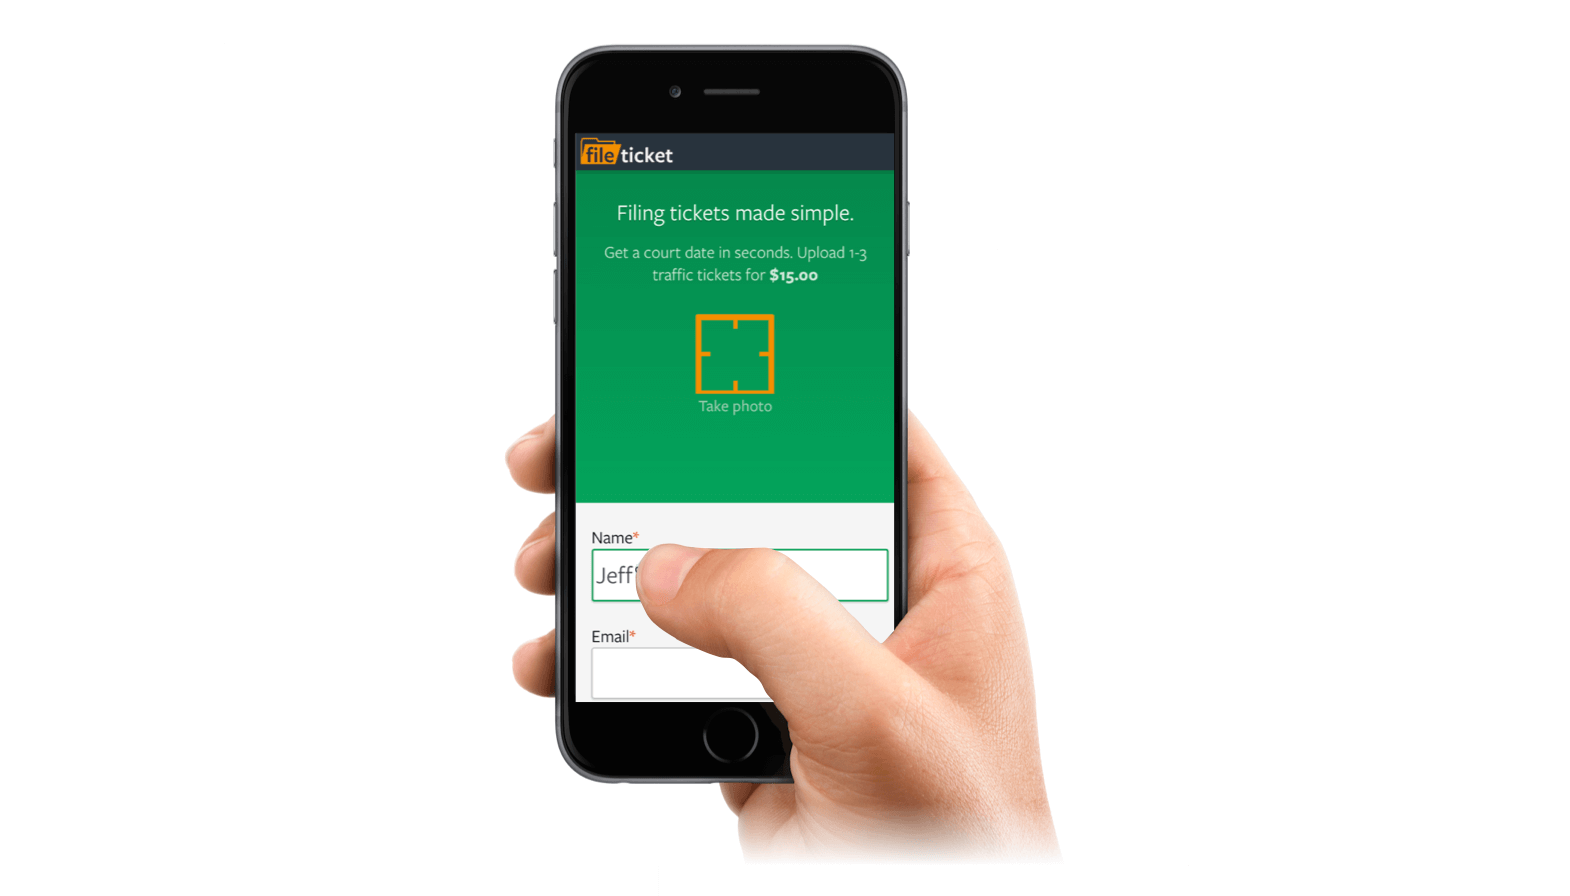 file ticket
Filing tickets made simple.
Get a court date in seconds. Upload 1-3
traffic tickets for $15.00
Take photo
Name*
Jeff
Email*